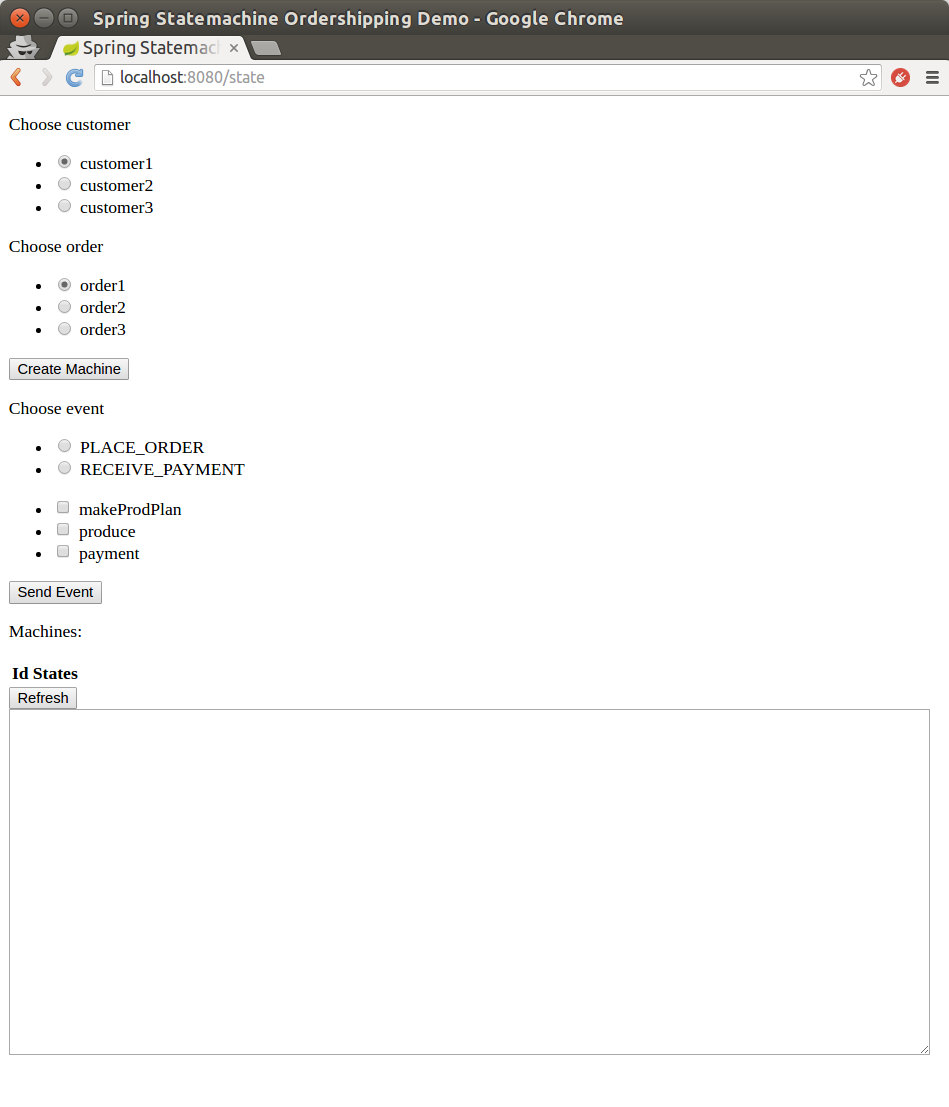 Spring Statemachine Ordershipping Demo - Google Chrome
Spring Statemac
localhost:8080/state
Choose customer
customer1
customer2
customer3
Choose order
order1
order2
order3
Create Machine
Choose event
PLACE_ORDER
RECEIVE_PAYMENT
makeProdPlan
produce
payment
Send Event
Machines:
Id States
Refresh